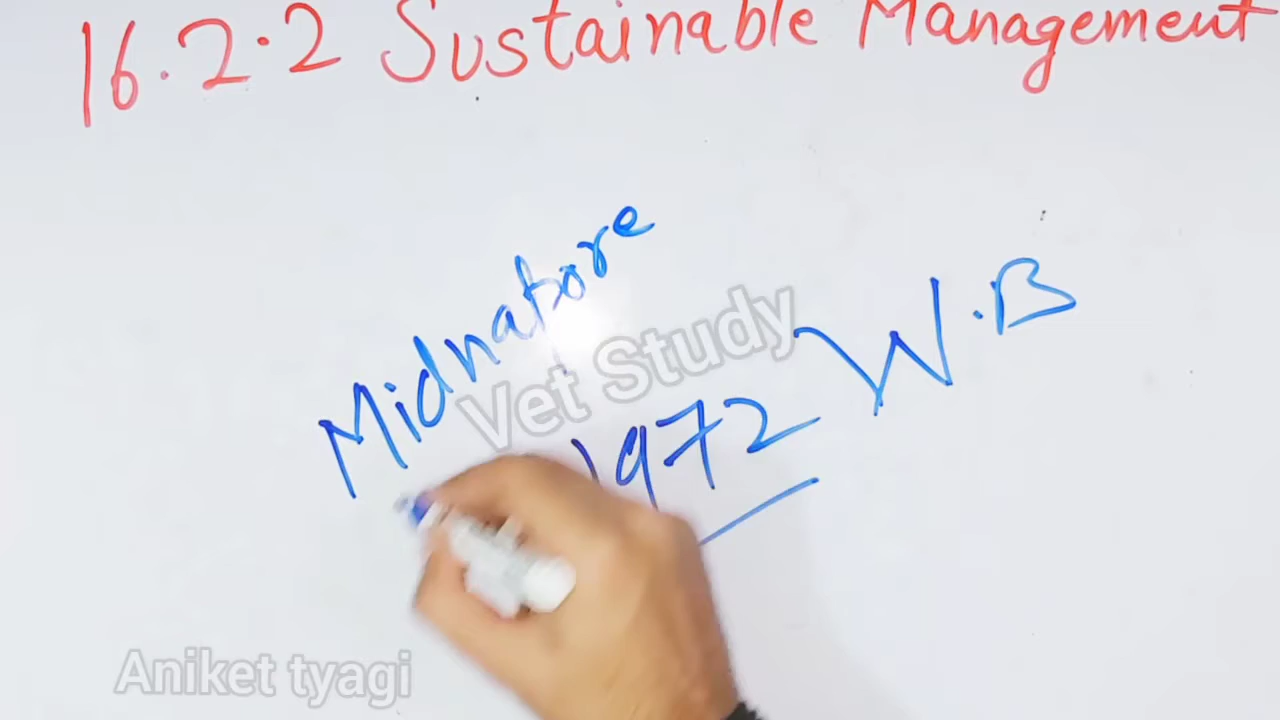 16.2.2 Sustainable Management
Midnapore
1972 W.B
Vet Study
Aniket tyagi